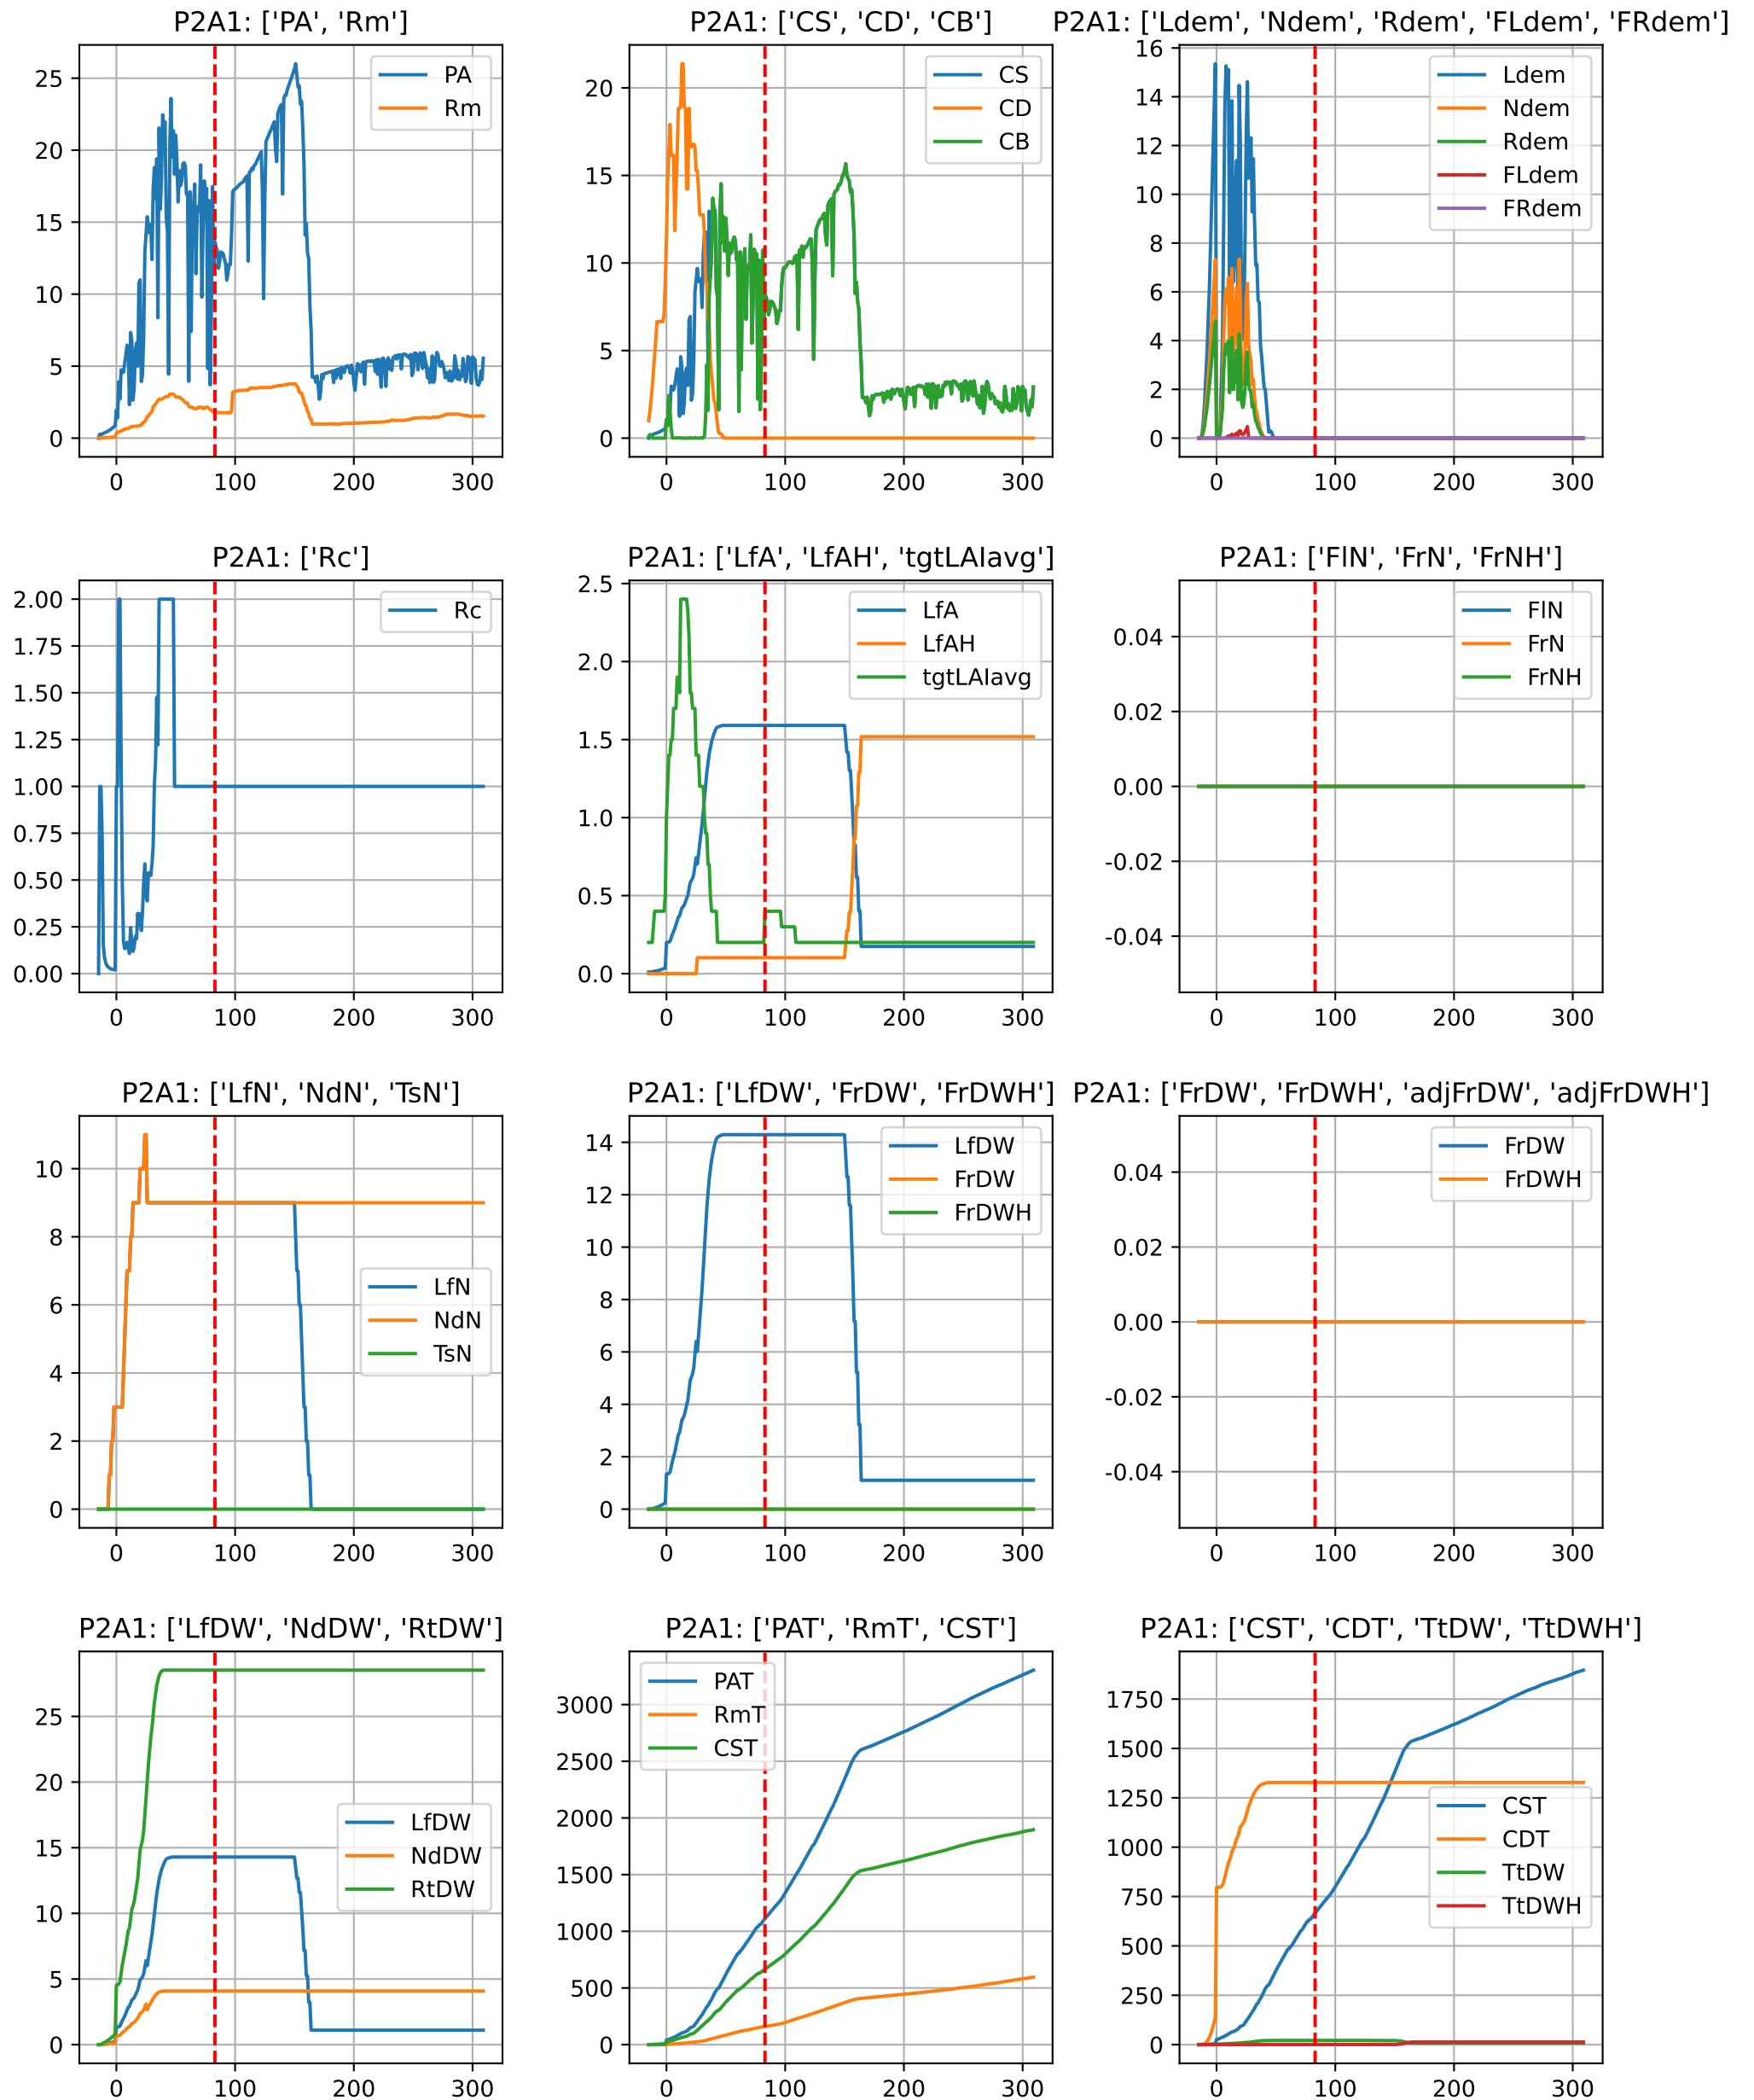 P2A1: ['PA', 'Rm']
25
20
15
10
5
0
0 100 200 300
PA
Rm
P2A1: ['CS', 'CD', 'CB']
20
15
10
5
0
0 100 200 300
CS
CD
CB
P2A1: ['Ldem', 'Ndem', 'Rdem', 'FLdem', 'FRdem']
16
14
12
10
8
6
4
2
0
0 100 200 300
Ldem
Ndem
Rdem
FLdem
FRdem
P2A1: ['Rc']
2.00
1.75
1.50
1.25
1.00
0.75
0.50
0.25
0.00
0 100 200 300
Rc
P2A1: ['LfA', 'LfAH', 'tgtLAIavg']
2.5
2.0
1.5
1.0
0.5
0.0
0 100 200 300
LfA
LfAH
tgtLAIavg
P2A1: ['FlN', 'FrN', 'FrNH']
0.04
0.02
0.00
-0.02
-0.04
0 100 200 300
FlN
FrN
FrNH
P2A1: ['LfN', 'NdN', 'TsN']
10
8
6
4
2
0
0 100 200 300
LfN
NdN
TsN
P2A1: ['LfDW', 'FrDW', 'FrDWH']
14
12
10
8
6
4
2
0
0 100 200 300
LfDW
FrDW
FrDWH
P2A1: ['FrDW', 'FrDWH', 'adjFrDW', 'adjFrDWH']
0.04
0.02
0.00
-0.02
-0.04
0 100 200 300
FrDW
FrDWH
P2A1: ['LfDW', 'NdDW', 'RtDW']
25
20
15
10
5
0
0 100 200 300
LfDW
NdDW
RtDW
P2A1: ['PAT', 'RmT', 'CST']
3000
2500
2000
1500
1000
500
0
0 100 200 300
PAT
RmT
CST
P2A1: ['CST', 'CDT', 'TtDW', 'TtDWH']
1750
1500
1250
1000
750
500
250
0
0 100 200 300
CST
CDT
TtDW
TtDWH